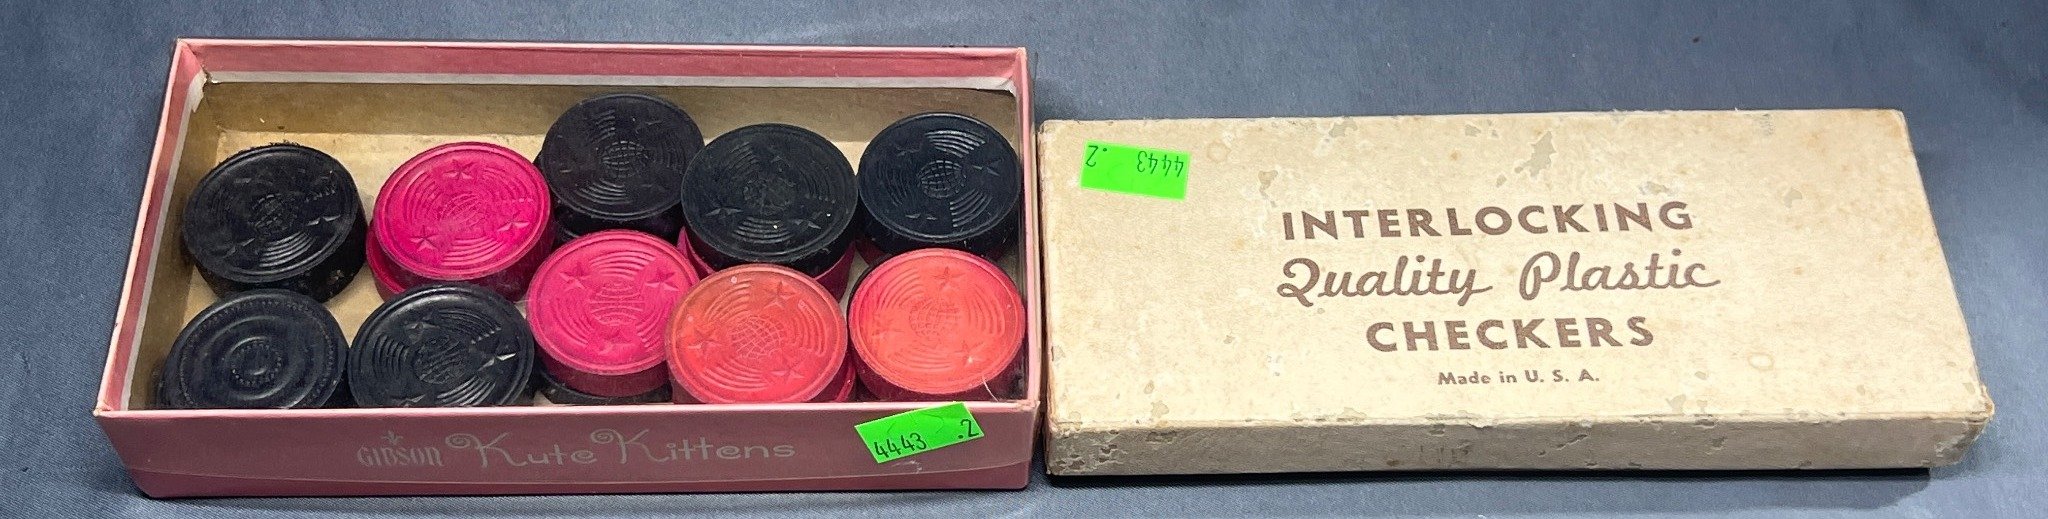 GIBSON Kute Kittens
4443 .2
4443 .2
INTERLOCKING
Quality Plastic
CHECKERS
Made in U. S. A.